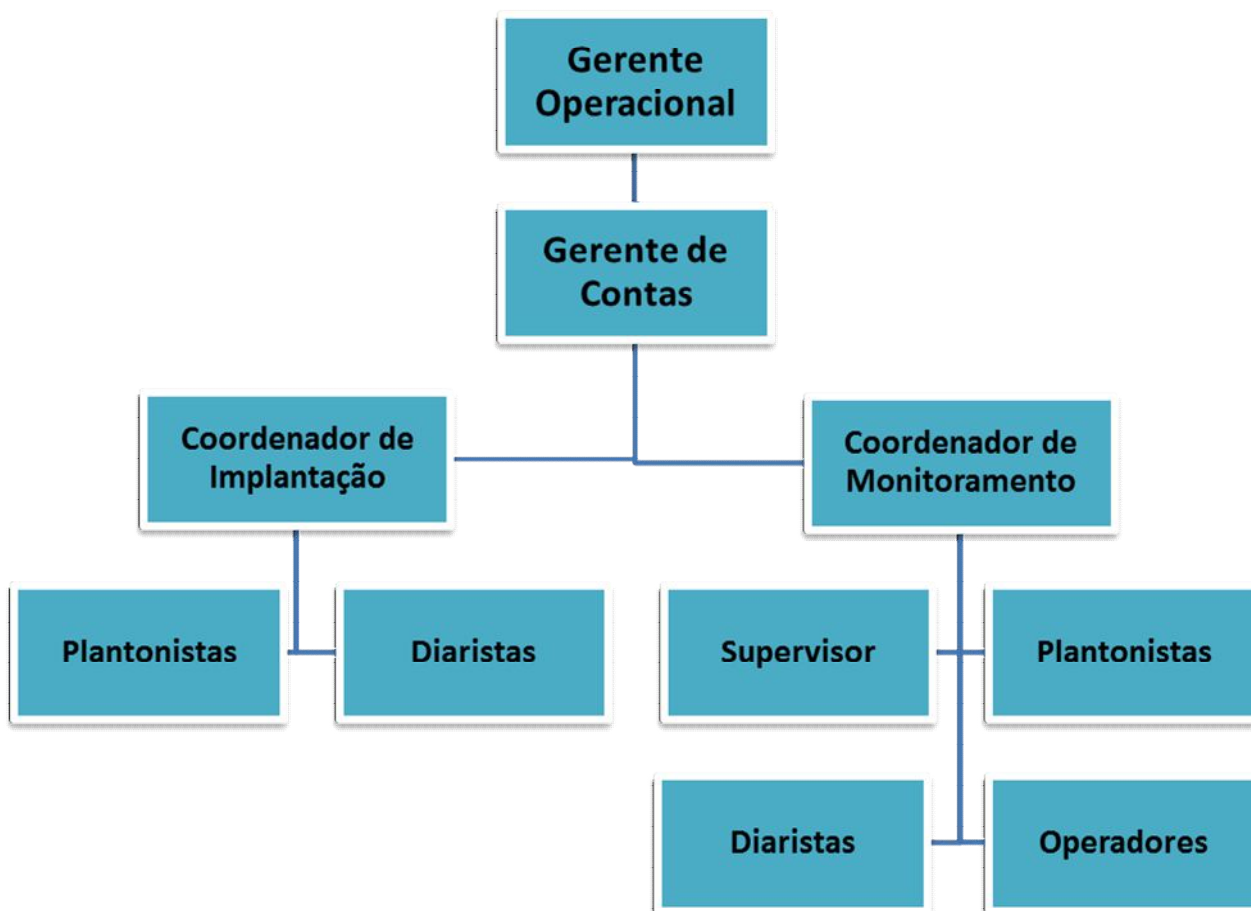 Gerente
Operacional
Gerente de
Contas
Coordenador de
Implantação
Coordenador de
Monitoramento
Plantonistas
Diaristas
Supervisor
Plantonistas
Diaristas
Operadores